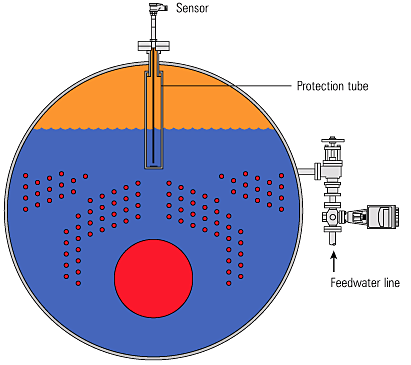 Sensor
Protection tube
Feedwater line